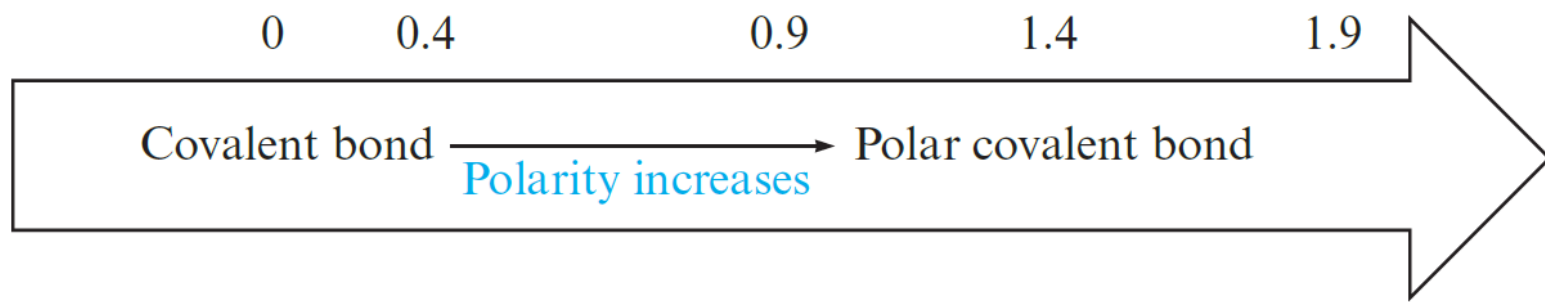 0 0.4 0.9 1.4 1.9
Covalent bond Polar covalent bond
Polarity increases